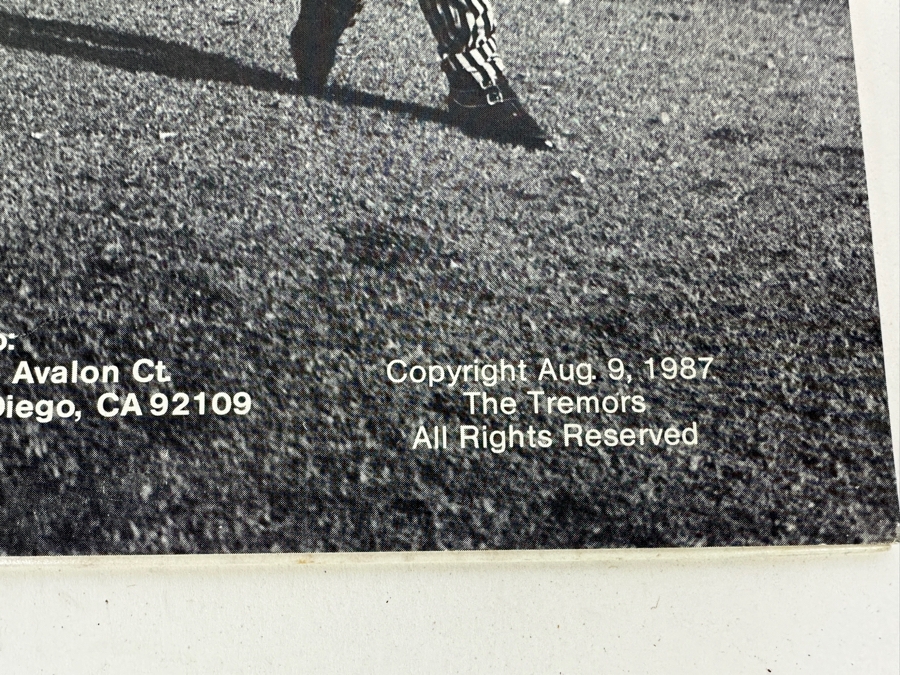 o:
Avalon Ct.
Diego, CA 92109
Copyright Aug. 9, 1987
The Tremors
All Rights Reserved